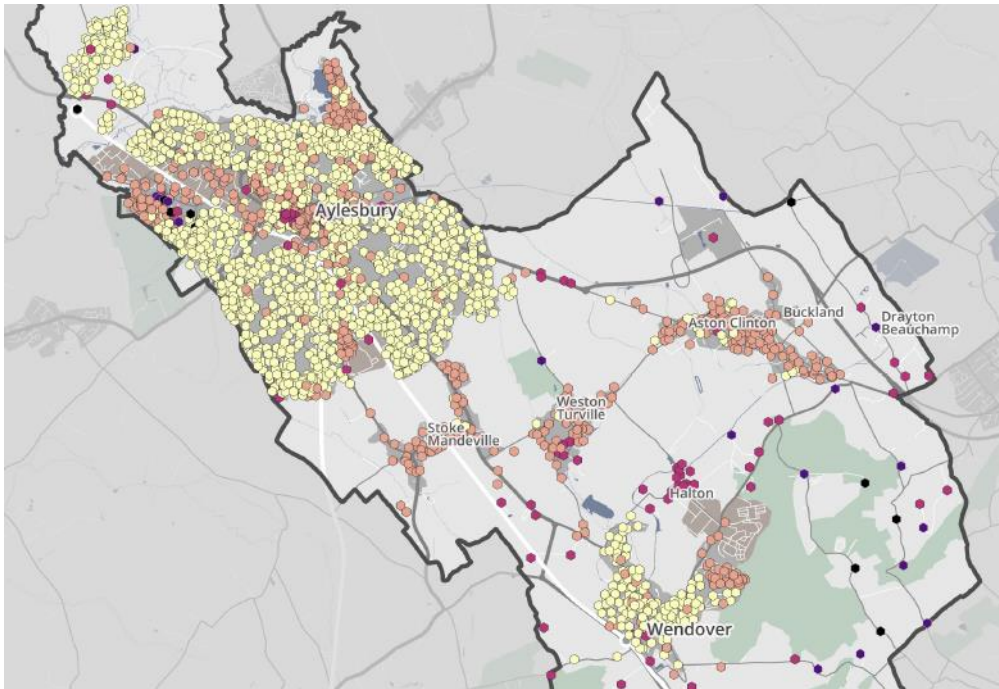 Aylesbury
Buckland
Drayton
Beauchamp
Aston Clinton
Weston
Turville
Stoke
Mandeville
Halton
Wendover